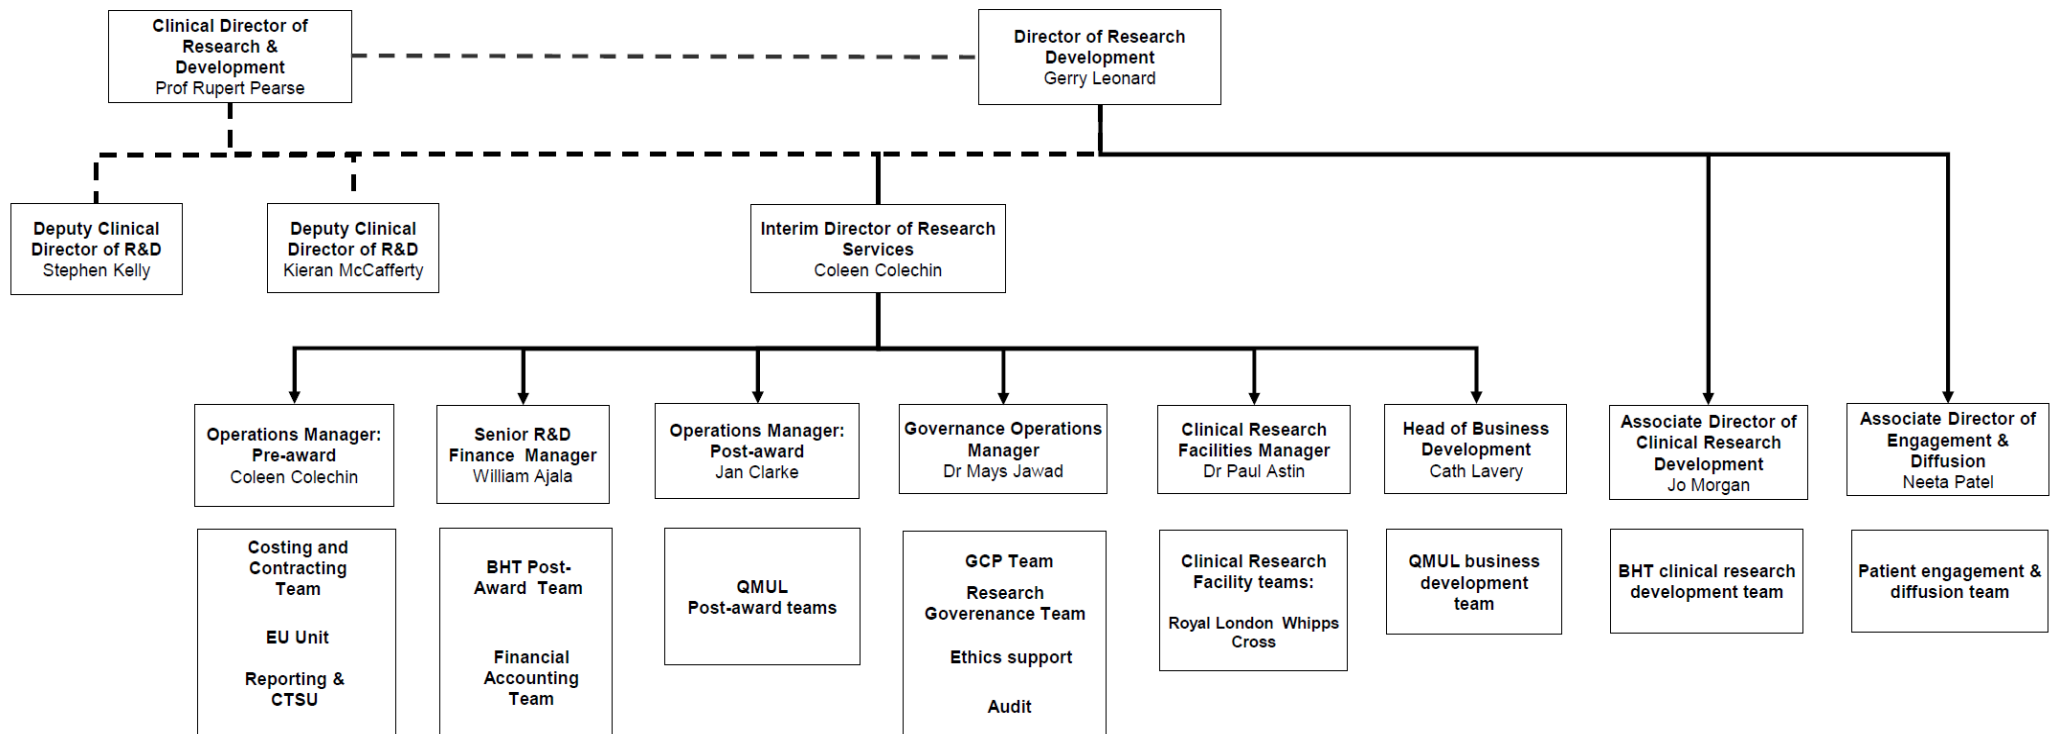 Clinical Director of
Research &
Development
Prof Rupert Pearse
Director of Research
Development
Gerry Leonard
Deputy Clinical
Director of R&D
Stephen Kelly
Deputy Clinical
Director of R&D
Kieran McCafferty
Interim Director of Research
Services
Coleen Colechin
Operations Manager:
Pre-award
Coleen Colechin
Senior R&D
Finance Manager
William Ajala
Operations Manager:
Post-award
Jan Clarke
Governance Operations
Manager
Dr Mays Jawad
Clinical Research
Facilities Manager
Dr Paul Astin
Head of Business
Development
Cath Lavery
Associate Director of
Clinical Research
Development
Jo Morgan
Associate Director of
Engagement &
Diffusion
Neeta Patel
Costing and
Contracting
Team
EU Unit
Reporting &
CTSU
BHT Post-
Award Team
Financial
Accounting
Team
QMUL
Post-award teams
GCP Team
Research
Goverenance Team
Ethics support
Audit
Clinical Research
Facility teams:
Royal London Whipps
Cross
QMUL business
development
team
BHT clinical research
development team
Patient engagement &
diffusion team